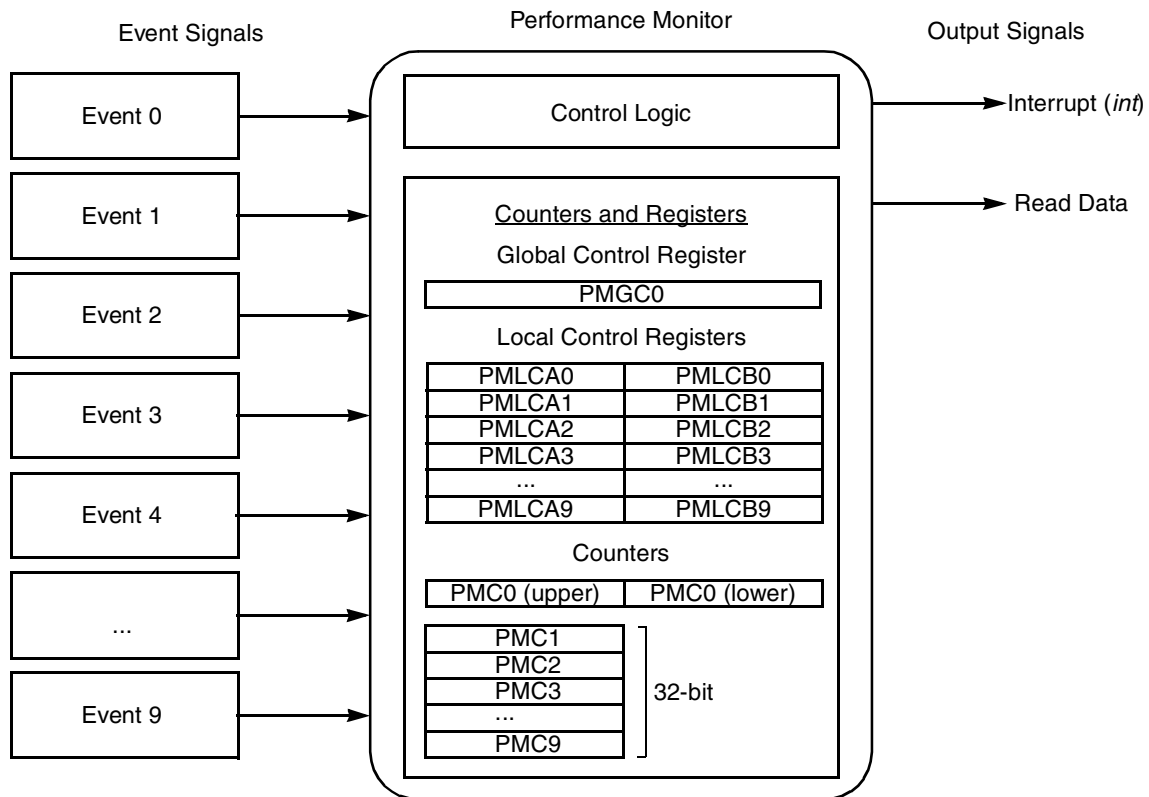 Event Signals
Performance Monitor
Output Signals
Event 0
Event 1
Event 2
Event 3
Event 4
...
Event 9
Control Logic
Counters and Registers
Global Control Register
PMGC0
Local Control Registers
PMLCA0 PMLCB0
PMLCA1 PMLCB1
PMLCA2 PMLCB2
PMLCA3 PMLCB3
... ...
PMLCA9 PMLCB9
Counters
PMC0 (upper) PMC0 (lower)
PMC1
PMC2
PMC3
...
PMC9
32-bit
Interrupt (int)
Read Data